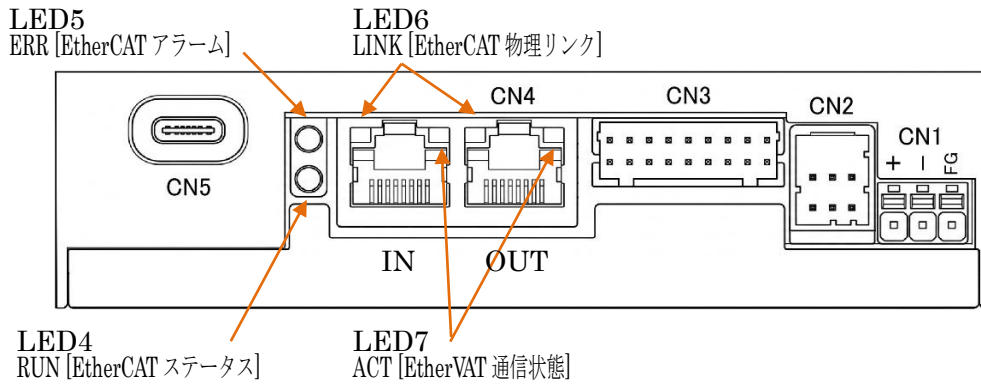 LED5
ERR [EtherCAT アラーム]
LED6
LINK [EtherCAT 物理リンク]
CN4
CN3
CN2
CN1
+ − FG
CN5
IN
OUT
LED4
RUN [EtherCAT ステータス]
LED7
ACT [EtherVAT 通信状態]